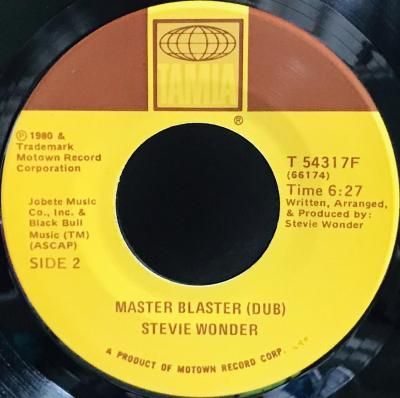 TAMLA
®
℗ 1980 &
Trademark
Motown Record
Corporation
Jobete Music
Co., Inc. &
Black Bull
Music (TM)
(ASCAP)
SIDE 2
T 54317F
(66174)
Time 6:27
Written, Arranged,
& Produced by:
Stevie Wonder
MASTER BLASTER (DUB)
STEVIE WONDER
A PRODUCT OF MOTOWN RECORD CORP.